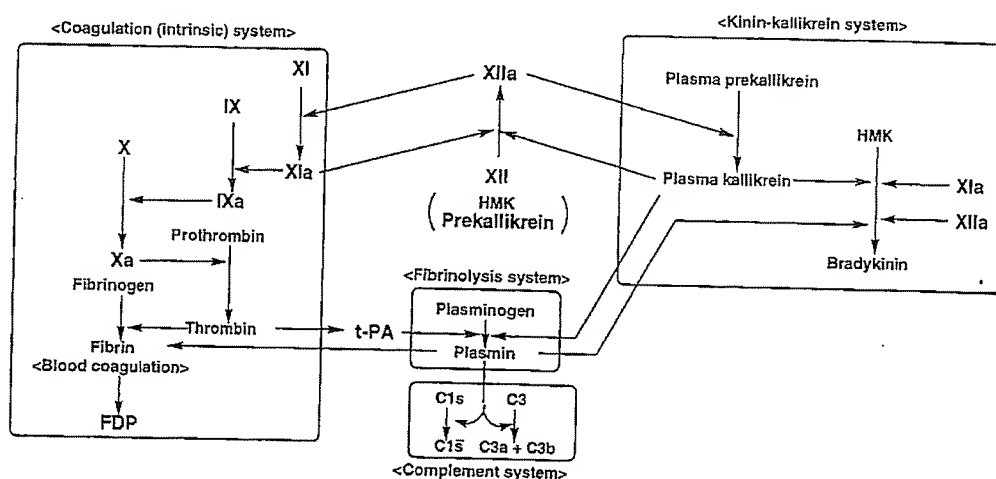 <Coagulation (intrinsic) system>
XI
IX
X
XIa
IXa
Prothrombin
Xa
Fibrinogen
Thrombin
Fibrin
<Blood coagulation>
FDP
XIIa
XII
( HMK
Prekallikrein )
<Kinin-kallikrein system>
Plasma prekallikrein
HMK
Plasma kallikrein
XIa
XIIa
Bradykinin
<Fibrinolysis system>
Plasminogen
t-PA
Plasmin
C1s C3
C1s̄ C3a + C3b
<Complement system>